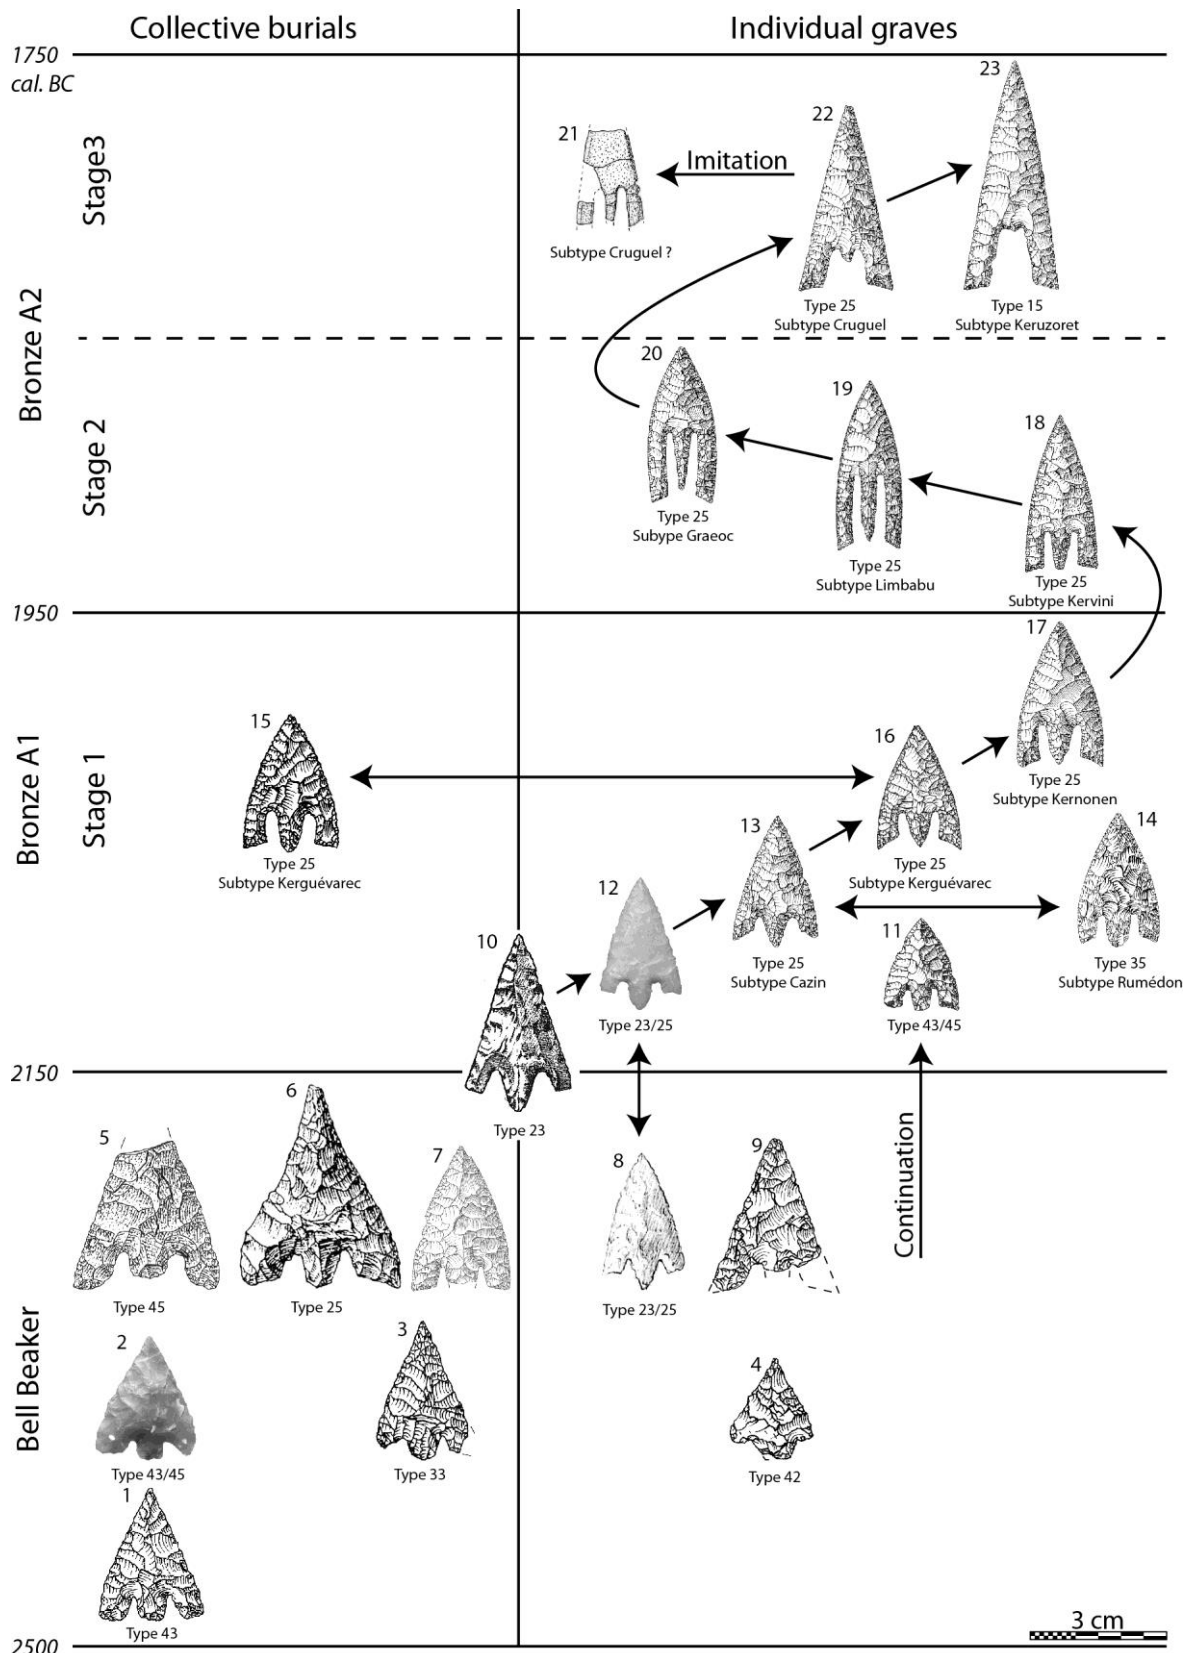 Collective burials
Individual graves
1750
cal. BC
23
22
21
Imitation
Stage3
Subtype Cruguel ?
Type 25
Subtype Cruguel
Type 15
Subtype Keruzoret
Bronze A2
20
19
18
Stage 2
Type 25
Subype Graeoc
Type 25
Subtype Limbabu
Type 25
Subtype Kervini
1950
17
15
16
Bronze A1
Stage 1
Type 25
Subtype Kernonen
13
14
Type 25
Subtype Kerguévarec
Type 25
Subtype Kerguévarec
12
11
10
Type 25
Subtype Cazin
Type 35
Subtype Rumédon
Type 23/25
Type 43/45
2150
6
Type 23
5
7
8
9
Continuation
Type 45
Type 25
Type 23/25
Bell Beaker
2
3
4
Type 43/45
Type 33
Type 42
1
Type 43
3 cm
2500